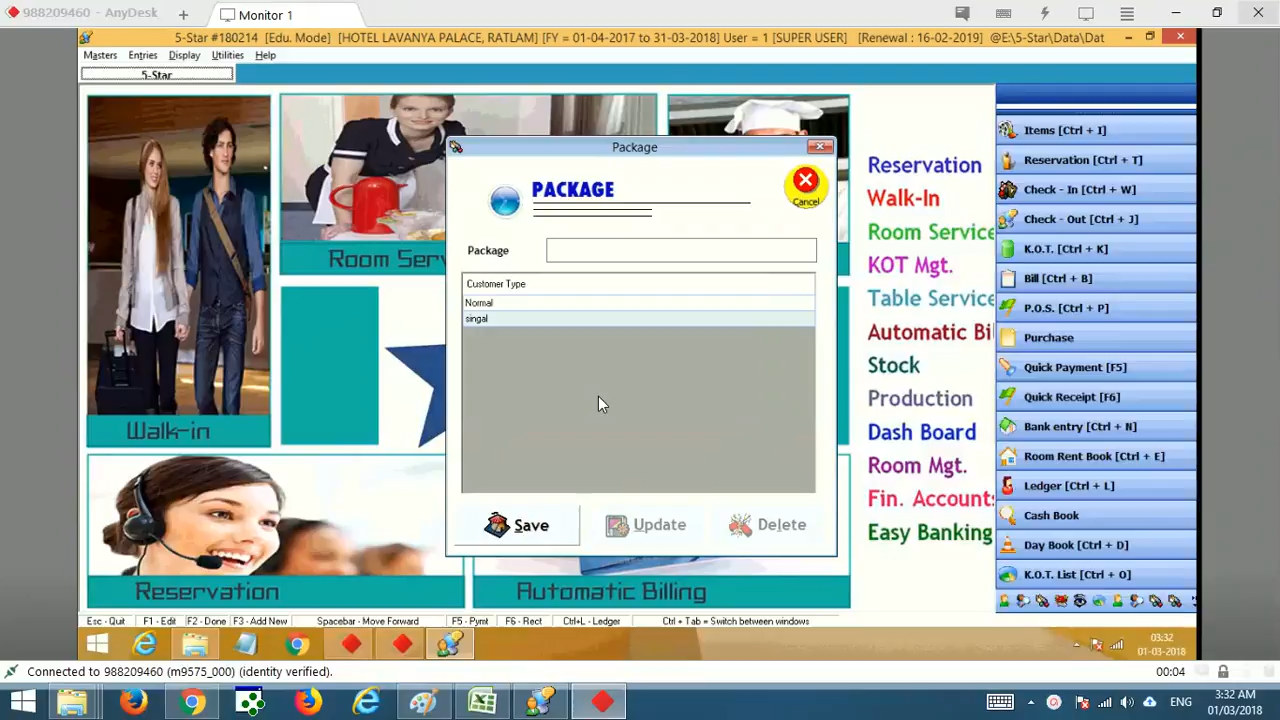 988209460 - AnyDesk
Monitor 1
5-Star #180214 [Edu. Mode] [HOTEL LAVANYA PALACE, RATLAM] [FY = 01-04-2017 to 31-03-2018] User = 1 [SUPER USER] [Renewal : 16-02-2019] @E:\5-Star\Data\Dat
Masters Entries Display Utilities Help
5-Star
Package
PACKAGE
Cancel
Package
Customer Type
Normal
singal
Save Update Delete
Room Ser
Walk-in
Reservation
Automatic Billing
Reservation
Walk-In
Room Service
KOT Mgt.
Table Service
Automatic Bi
Stock
Production
Dash Board
Room Mgt.
Fin. Accounts
Easy Banking
Items [Ctrl + I]
Reservation [Ctrl + T]
Check - In [Ctrl + W]
Check - Out [Ctrl + J]
K.O.T. [Ctrl + K]
Bill [Ctrl + B]
P.O.S. [Ctrl + P]
Purchase
Quick Payment [F5]
Quick Receipt [F6]
Bank entry [Ctrl + N]
Room Rent Book [Ctrl + E]
Ledger [Ctrl + L]
Cash Book
Day Book [Ctrl + D]
K.O.T. List [Ctrl + O]
Esc - Quit F1 - Edit F2 - Done F3 - Add New Spacebar - Move Forward F5 - Pymt F6 - Rect Ctrl+L - Ledger Ctrl + Tab = Switch between windows
03:32
01-03-2018
Connected to 988209460 (m9575_000) (identity verified). 00:04
ENG
3:32 AM
01/03/2018